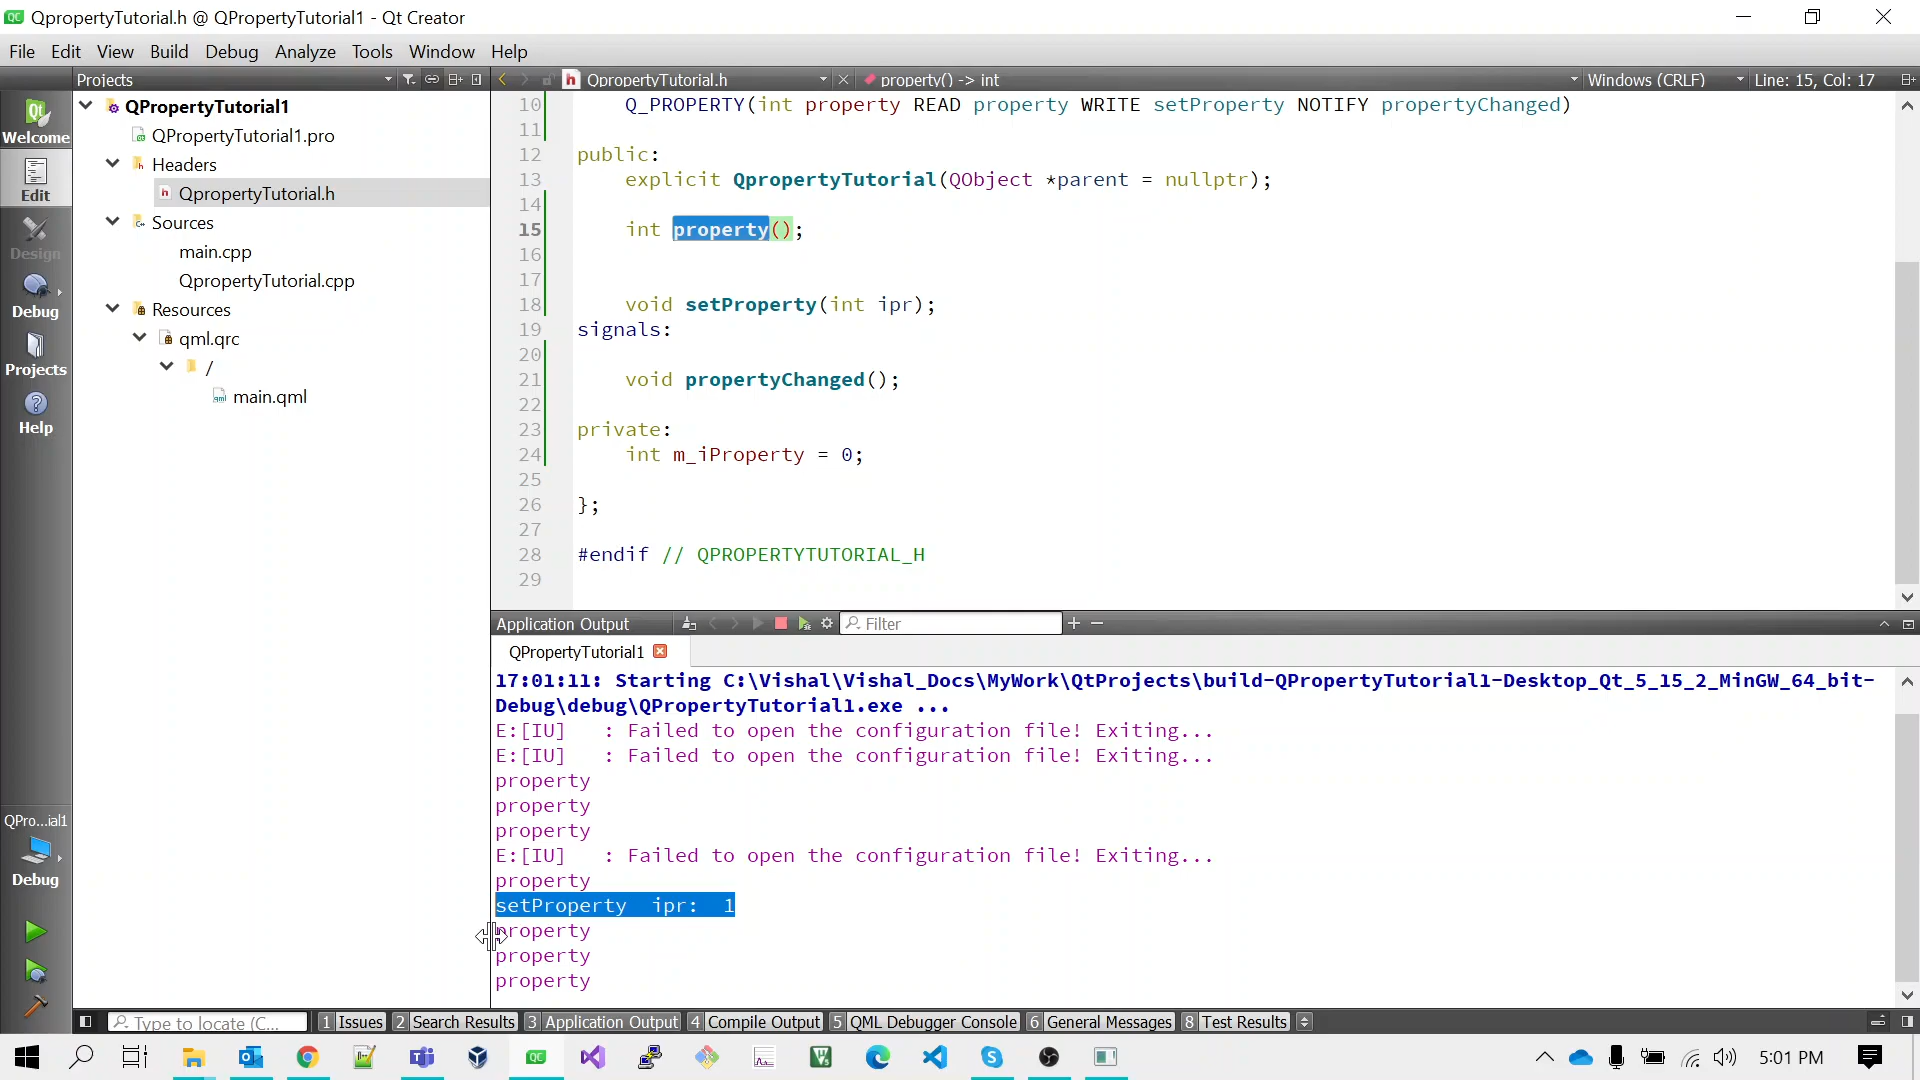 QpropertyTutorial.h @ QPropertyTutorial1 - Qt Creator
File Edit View Build Debug Analyze Tools Window Help
Projects
QpropertyTutorial.h
property() -> int
Windows (CRLF)
Line: 15, Col: 17
Welcome
Edit
Design
Debug
Projects
Help
QPro...ial1
Debug
QPropertyTutorial1
QPropertyTutorial1.pro
Headers
QpropertyTutorial.h
Sources
main.cpp
QpropertyTutorial.cpp
Resources
qml.qrc
/
main.qml
10 Q_PROPERTY(int property READ property WRITE setProperty NOTIFY propertyChanged)
11
12 public:
13 explicit QpropertyTutorial(QObject *parent = nullptr);
14
15 int property();
16
17
18 void setProperty(int ipr);
19 signals:
20
21 void propertyChanged();
22
23 private:
24 int m_iProperty = 0;
25
26 };
27
28 #endif // QPROPERTYTUTORIAL_H
29
Application Output
Filter
QPropertyTutorial1
17:01:11: Starting C:\Vishal\Vishal_Docs\MyWork\QtProjects\build-QPropertyTutorial1-Desktop_Qt_5_15_2_MinGW_64_bit-
Debug\debug\QPropertyTutorial1.exe ...
E:[IU] : Failed to open the configuration file! Exiting...
E:[IU] : Failed to open the configuration file! Exiting...
property
property
property
E:[IU] : Failed to open the configuration file! Exiting...
property
setProperty ipr: 1
property
property
property
Type to locate (C...
1 Issues 2 Search Results 3 Application Output 4 Compile Output 5 QML Debugger Console 6 General Messages 8 Test Results
5:01 PM